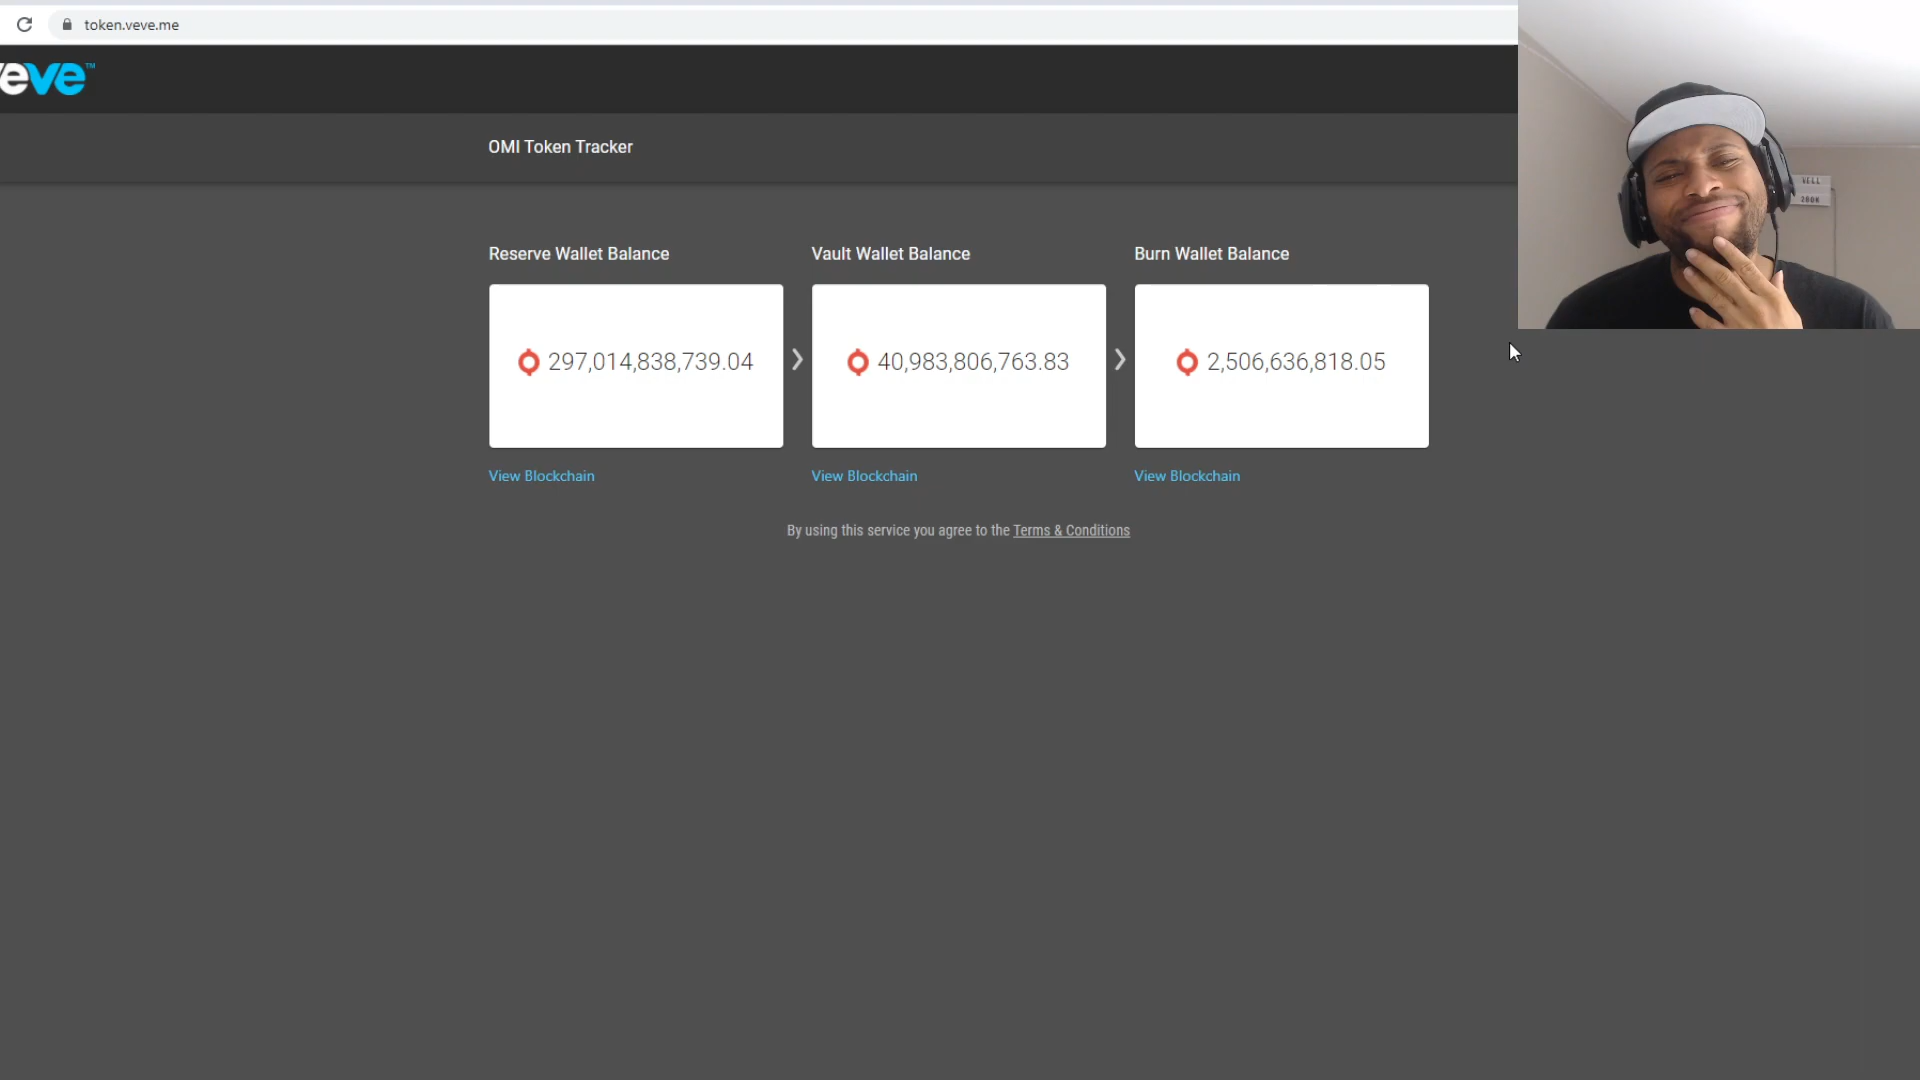 token.veve.me
eve™
OMI Token Tracker
Reserve Wallet Balance
Vault Wallet Balance
Burn Wallet Balance
297,014,838,739.04
40,983,806,763.83
2,506,636,818.05
View Blockchain
View Blockchain
View Blockchain
By using this service you agree to the Terms & Conditions